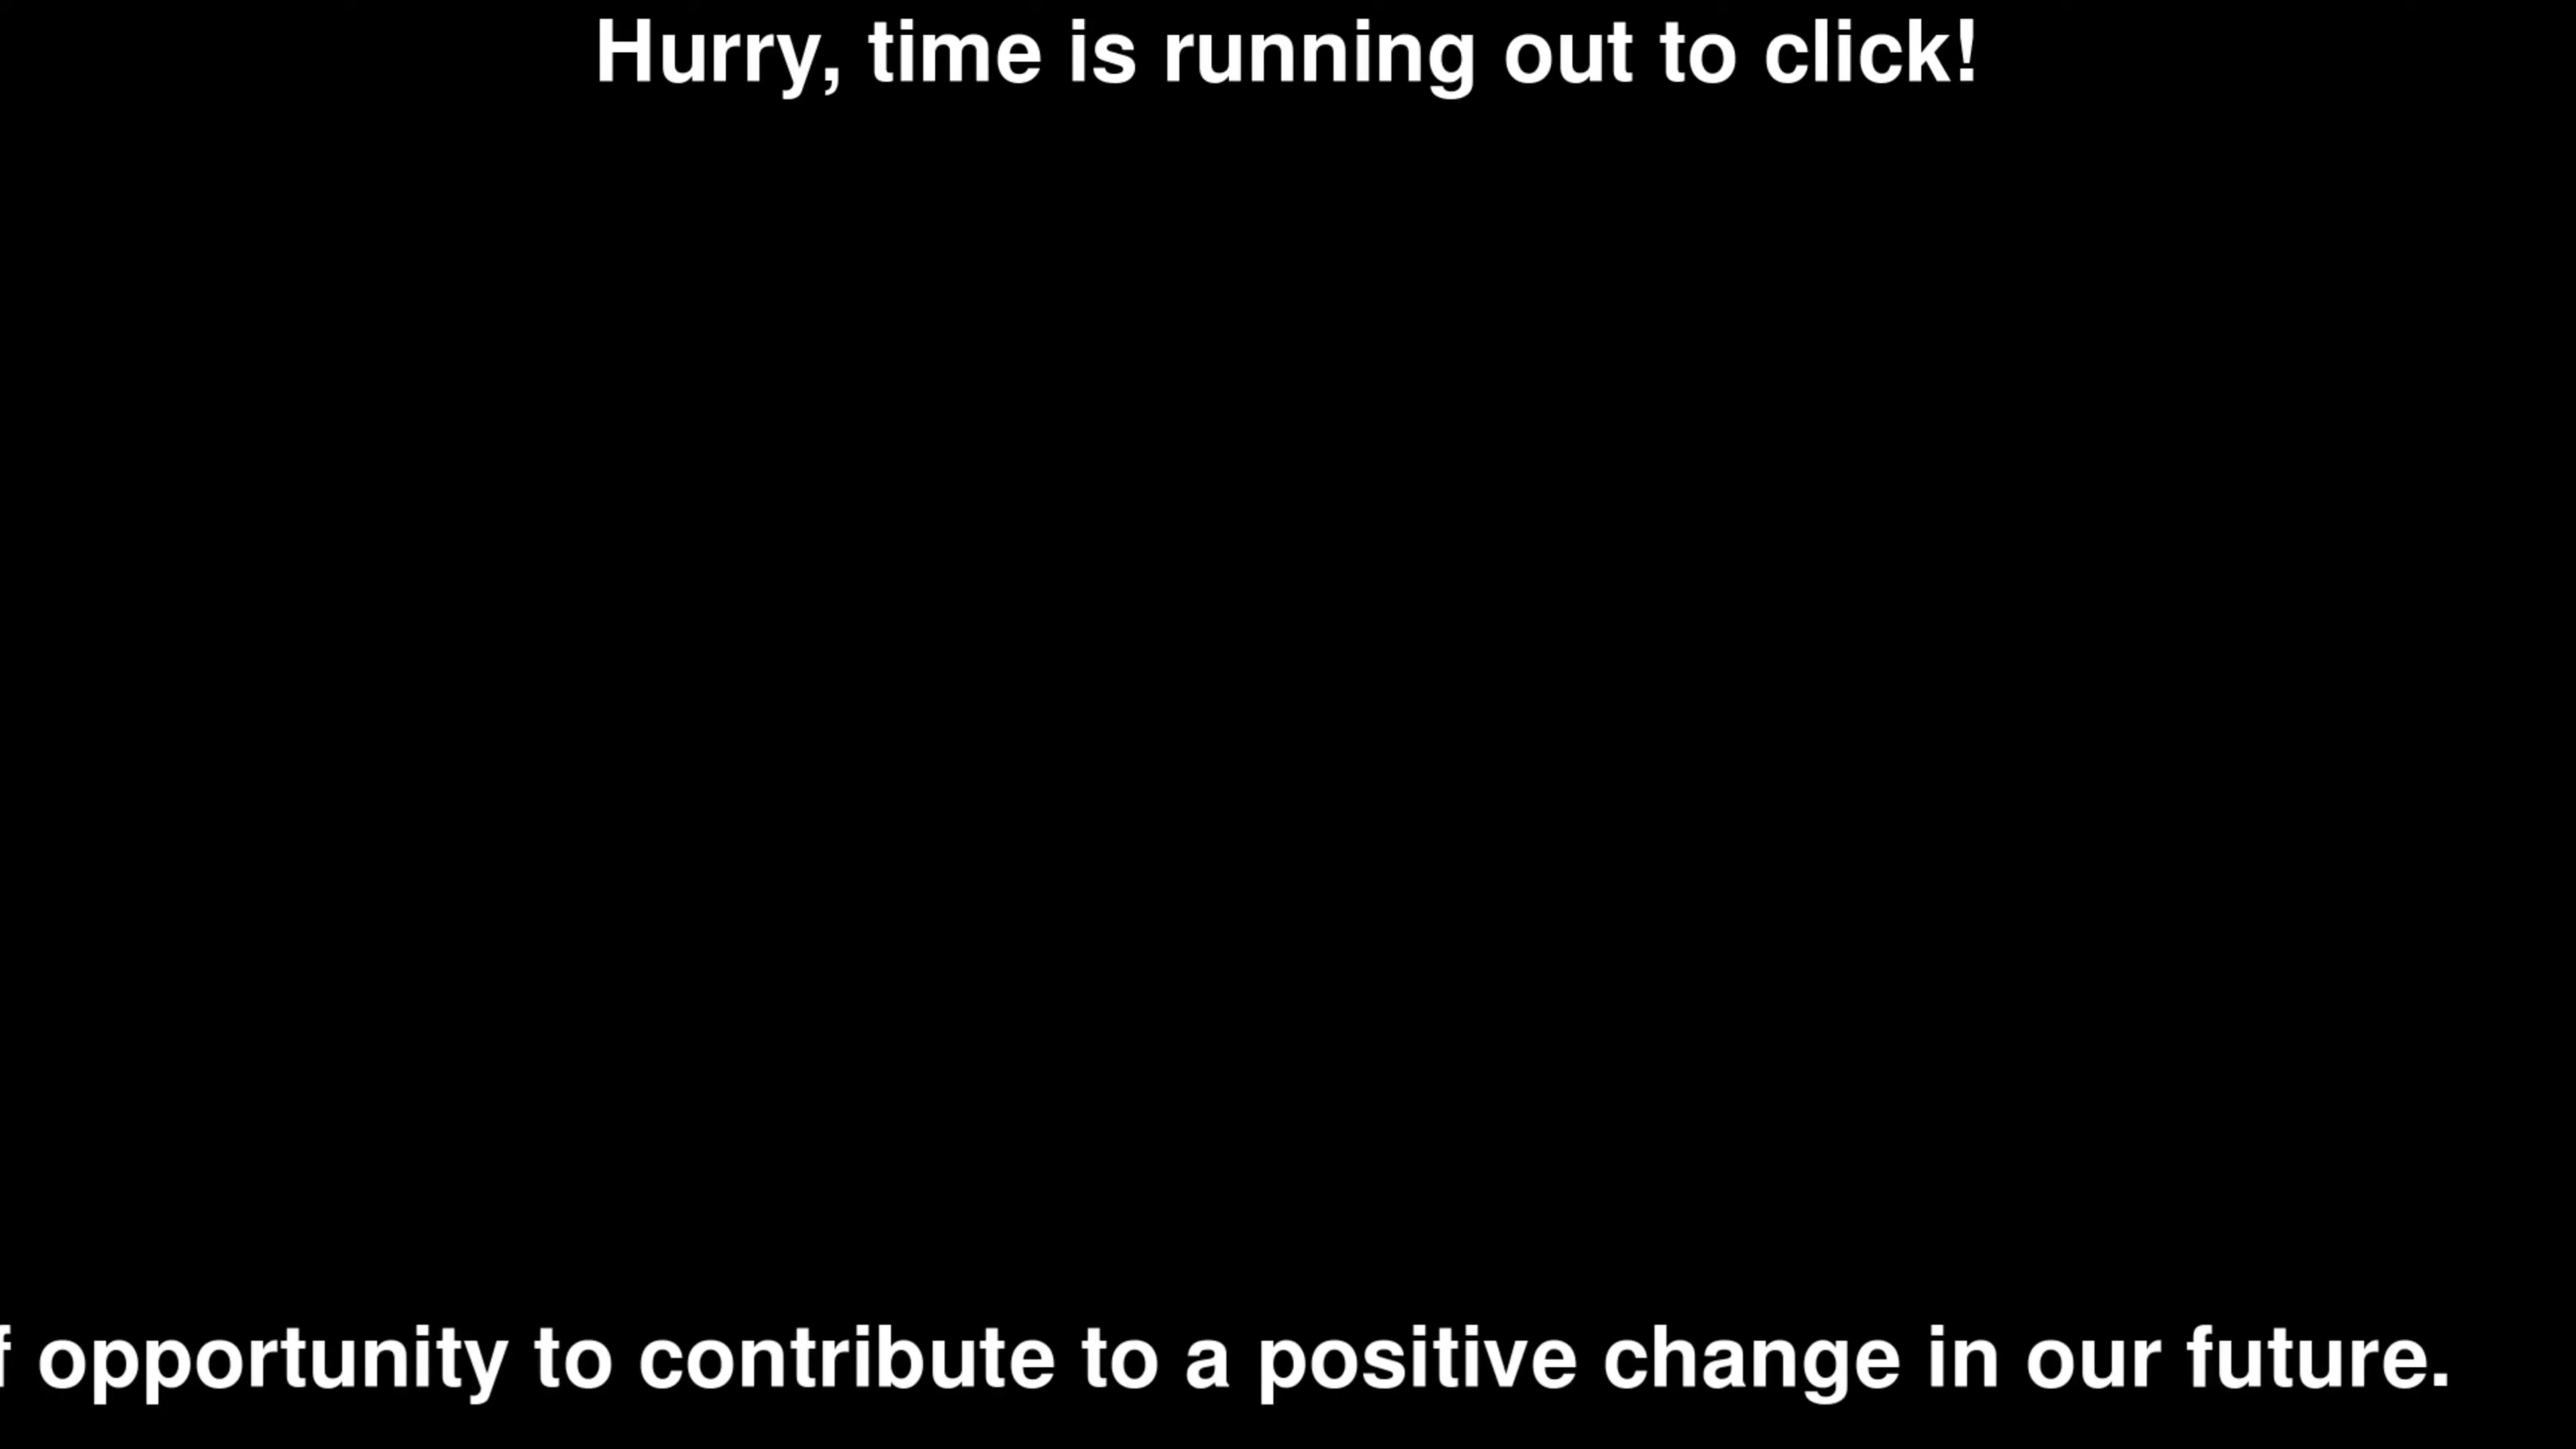 Hurry, time is running out to click!
opportunity to contribute to a positive change in our future.